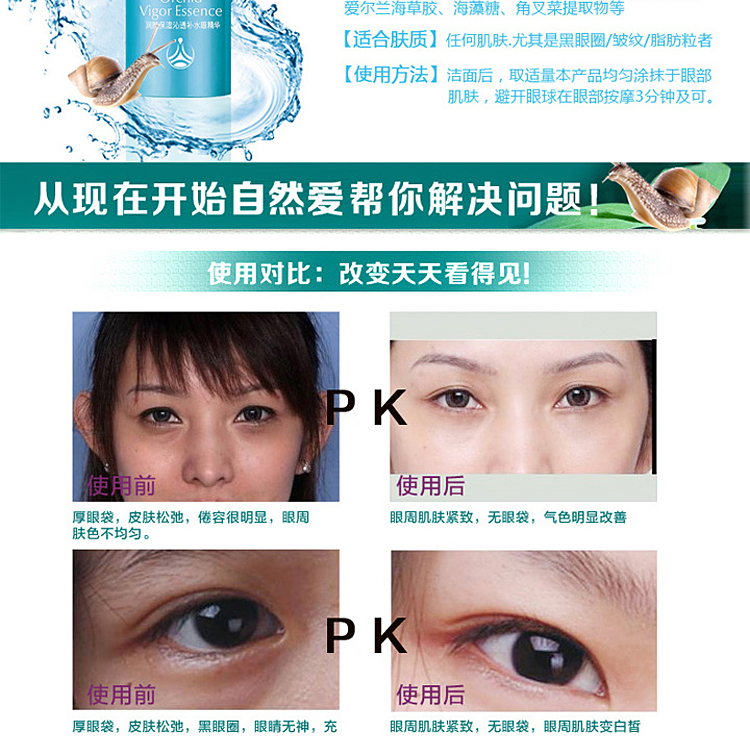 Vigor Essence
爱尔兰海草胶、海藻糖、角叉菜提取物等
【适合肤质】任何肌肤.尤其是黑眼圈/皱纹/脂肪粒者
【使用方法】洁面后，取适量本产品均匀涂抹于眼部
肌肤，避开眼球在眼部按摩3分钟及可。
从现在开始自然爱帮你解决问题！
使用对比：改变天天看得见！
PK
使用前
使用后
厚眼袋，皮肤松弛，倦容很明显，眼周
肤色不均匀。
眼周肌肤紧致，无眼袋，气色明显改善
PK
使用前
使用后
厚眼袋，皮肤松弛，黑眼圈，眼睛无神，充
眼周肌肤紧致，无眼袋，眼周肌肤变白皙